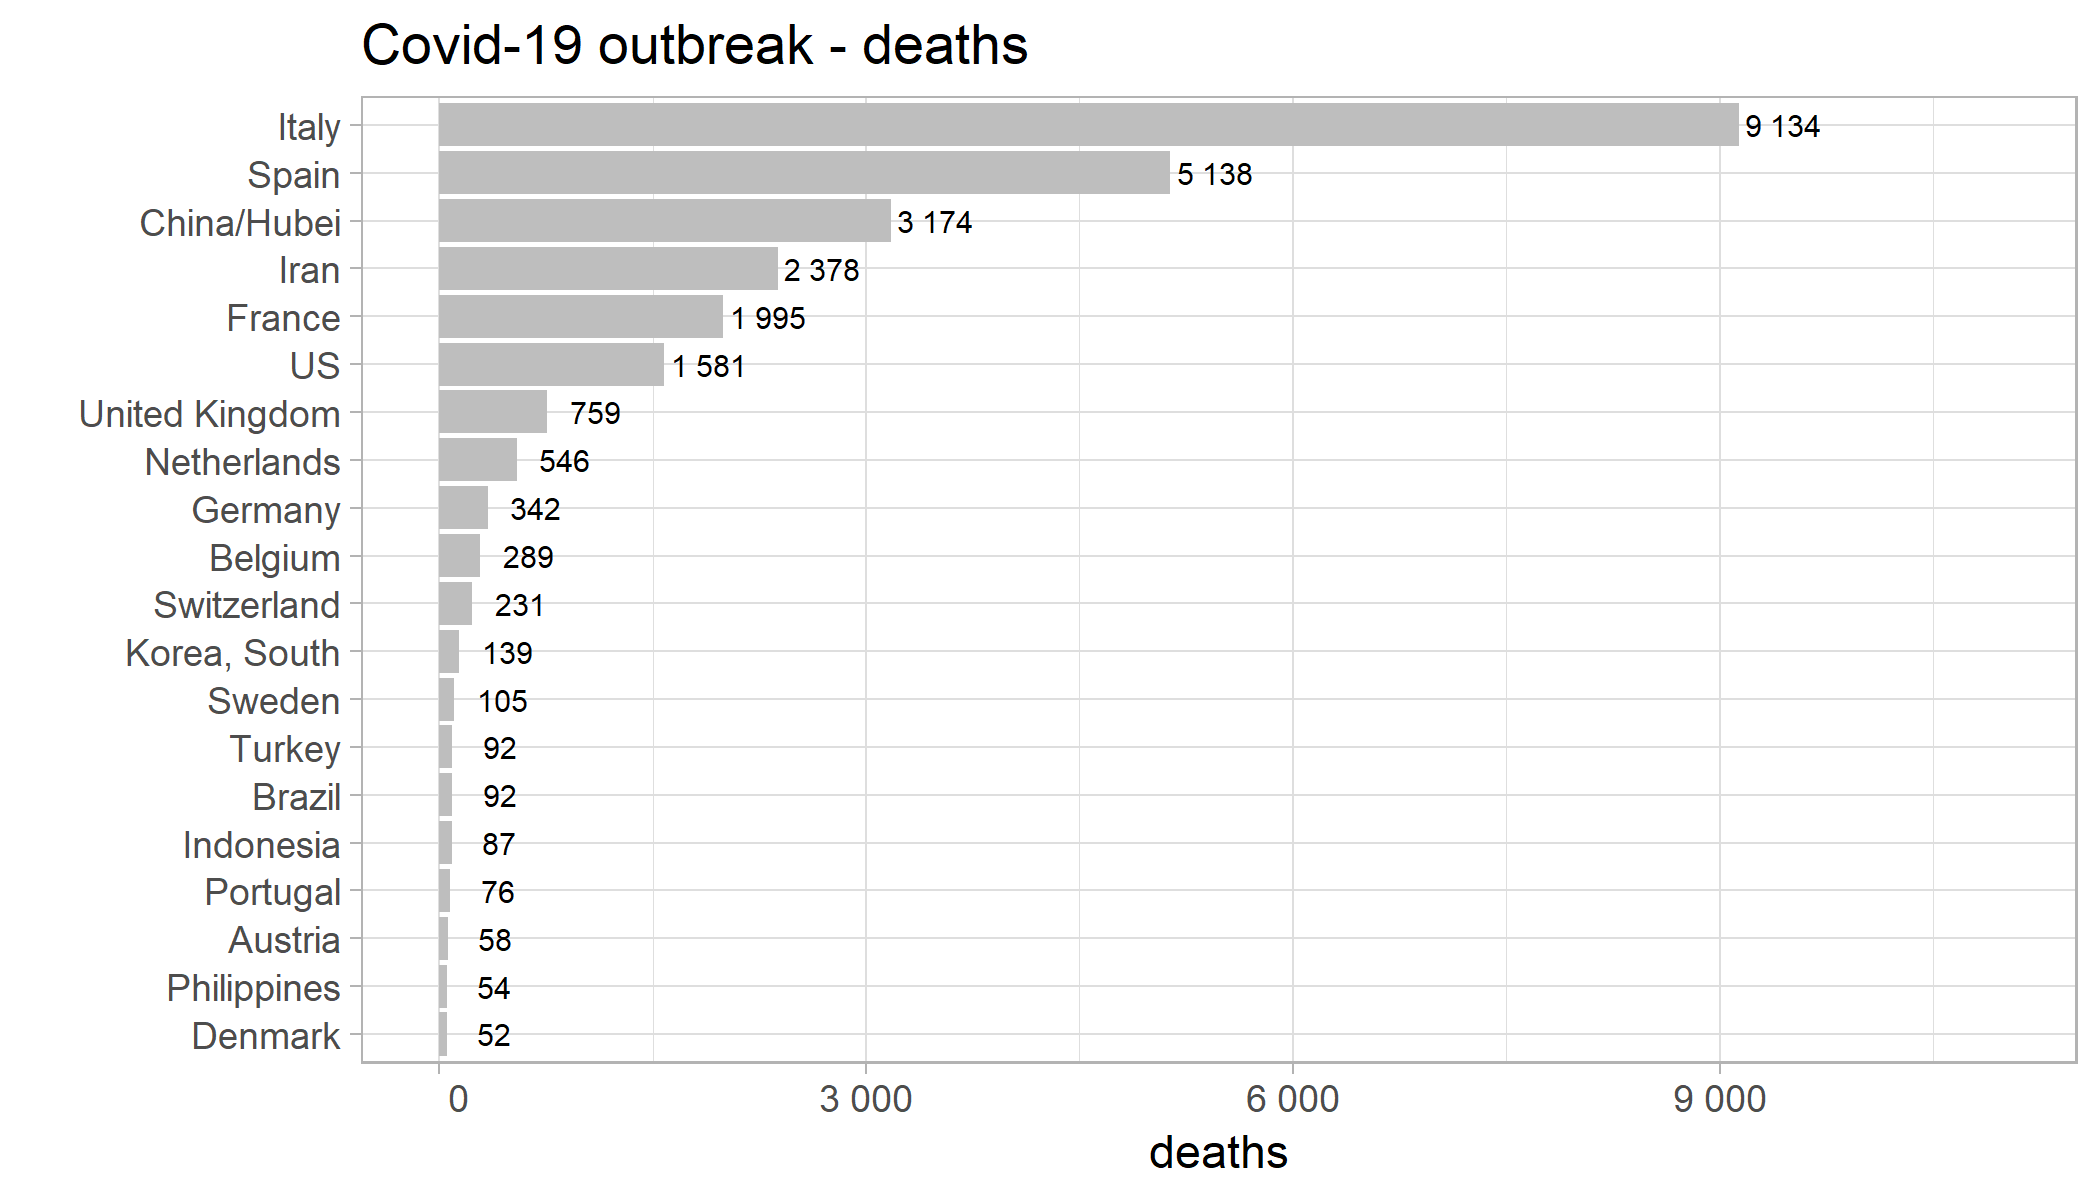 Covid-19 outbreak - deaths
Italy 9 134
Spain 5 138
China/Hubei 3 174
Iran 2 378
France 1 995
US 1 581
United Kingdom 759
Netherlands 546
Germany 342
Belgium 289
Switzerland 231
Korea, South 139
Sweden 105
Turkey 92
Brazil 92
Indonesia 87
Portugal 76
Austria 58
Philippines 54
Denmark 52
0 3 000 6 000 9 000
deaths